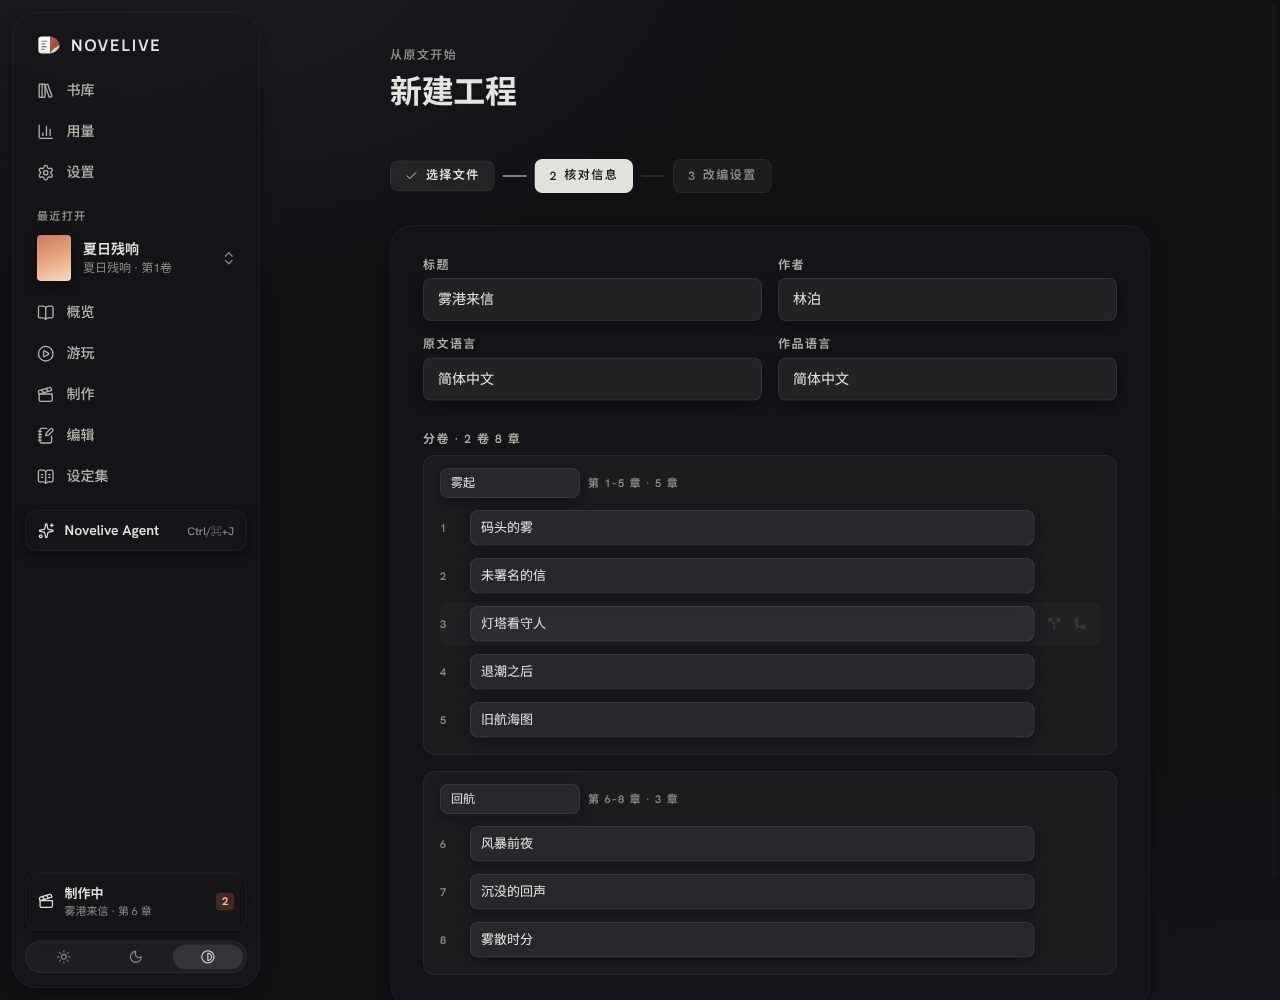 NOVELIVE
书库
用量
设置
最近打开
夏日残响
夏日残响 · 第1卷
概览
游玩
制作
编辑
设定集
Novelive Agent
Ctrl/⌘+J
制作中
雾港来信 · 第 6 章
2
从原文开始
新建工程
选择文件
2 核对信息
3 改编设置
标题
作者
雾港来信
林泊
原文语言
作品语言
简体中文
简体中文
分卷 · 2 卷 8 章
雾起
第 1–5 章 · 5 章
1 码头的雾
2 未署名的信
3 灯塔看守人
4 退潮之后
5 旧航海图
回航
第 6–8 章 · 3 章
6 风暴前夜
7 沉没的回声
8 雾散时分